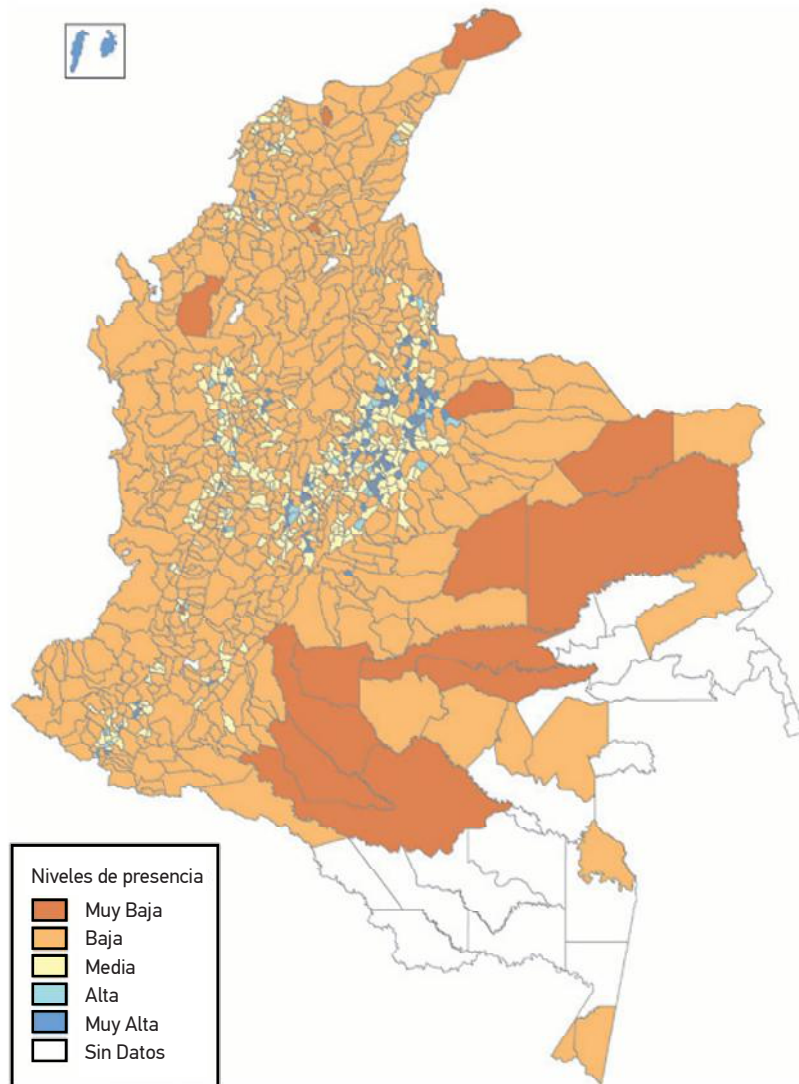 Niveles de presencia
Muy Baja
Baja
Media
Alta
Muy Alta
Sin Datos